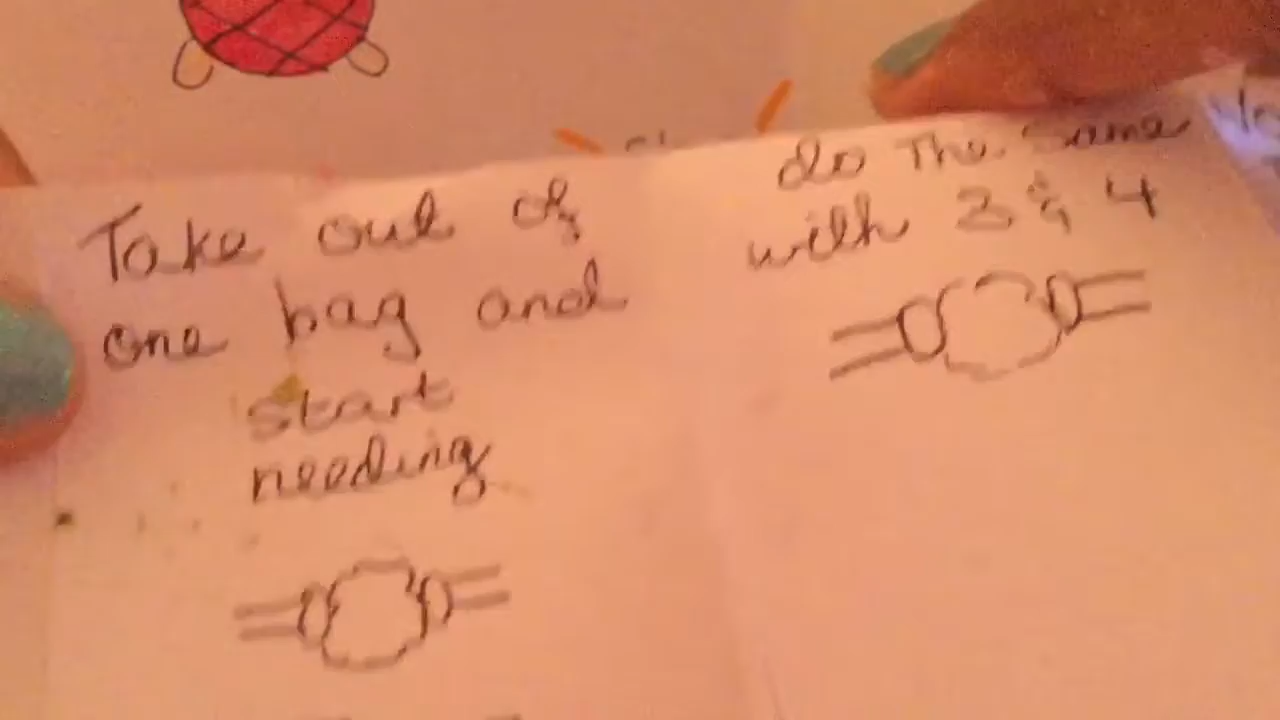 Take out of
one bag and
start
needing
do The Same
with 3 & 4